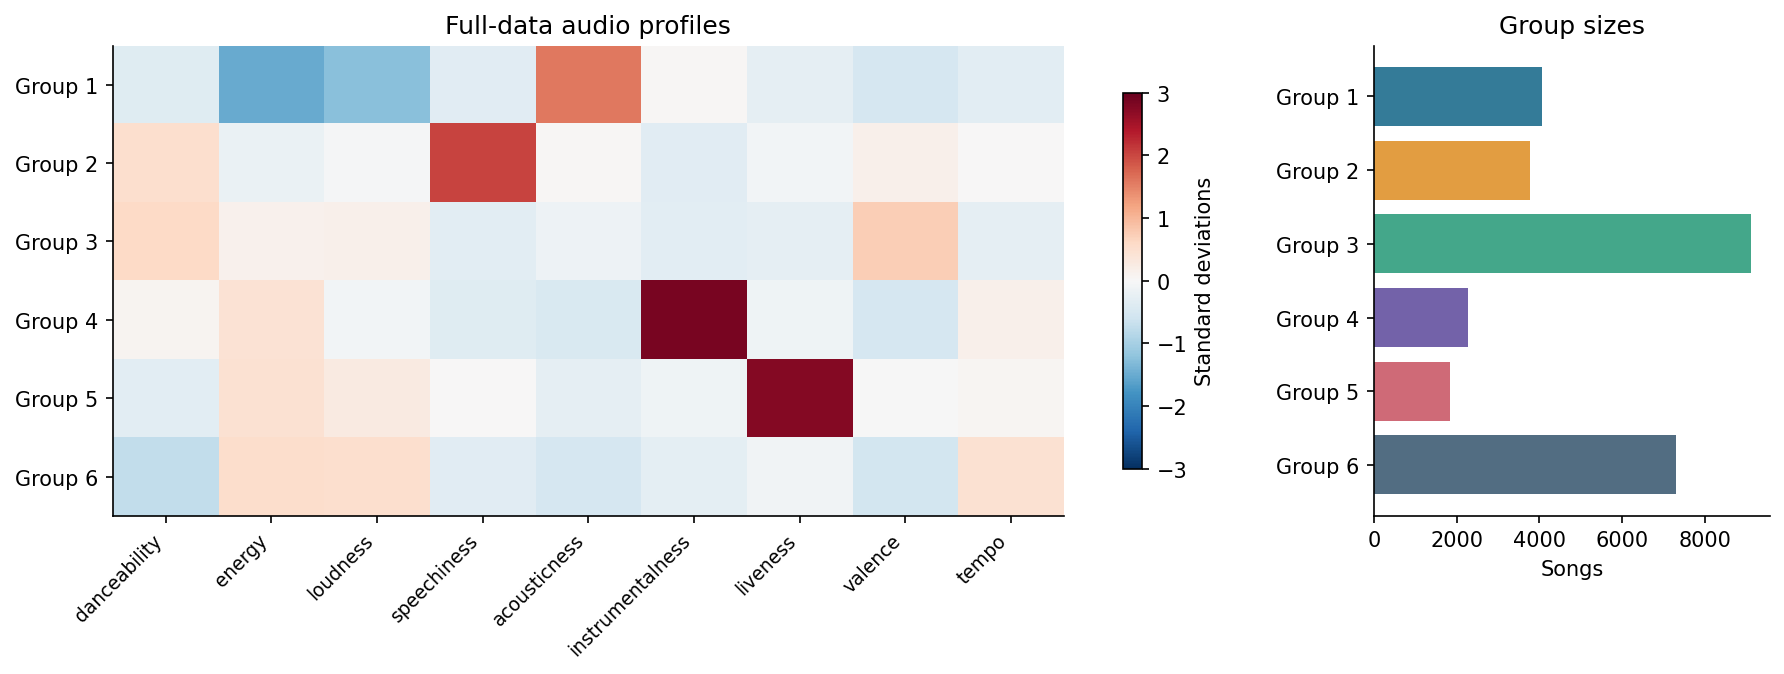 Full-data audio profiles
Group 1
Group 2
Group 3
Group 4
Group 5
Group 6
danceability
energy
loudness
speechiness
acousticness
instrumentalness
liveness
valence
tempo
3
2
1
0
−1
−2
−3
Standard deviations
Group sizes
Group 1
Group 2
Group 3
Group 4
Group 5
Group 6
0 2000 4000 6000 8000
Songs